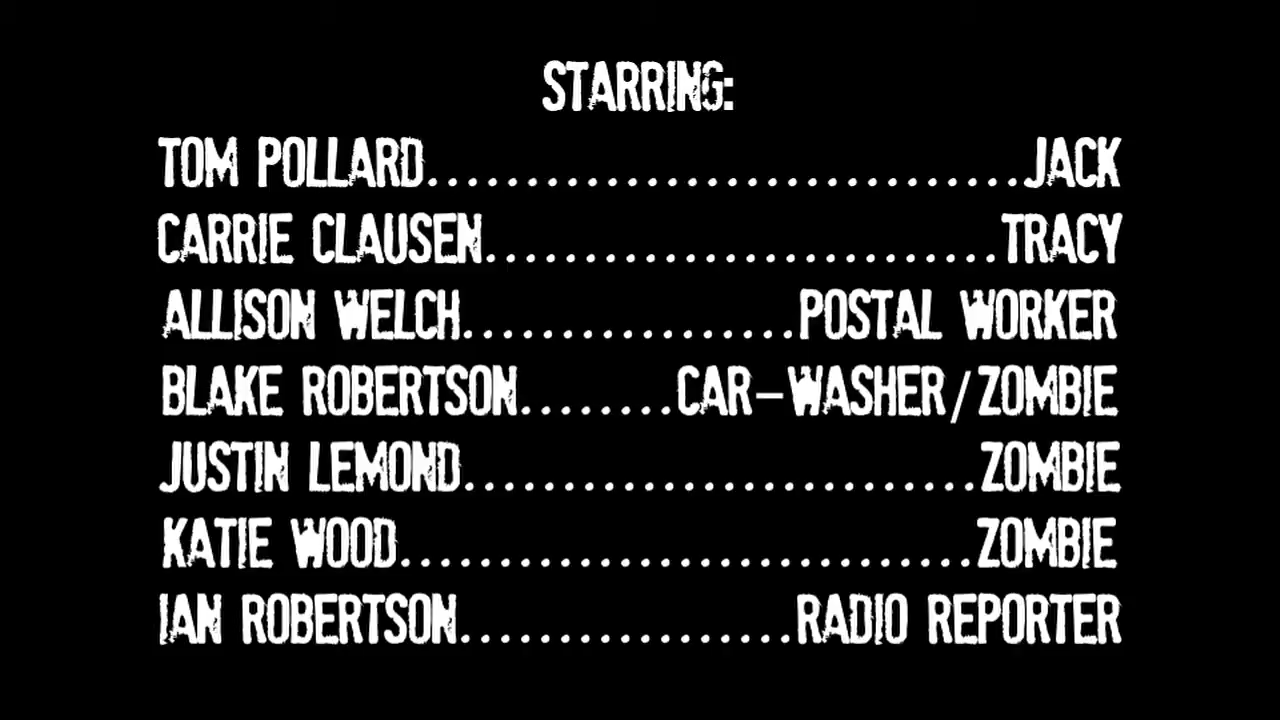 STARRING:
TOM POLLARD..............................JACK
CARRIE CLAUSEN..........................TRACY
ALLISON WELCH.................POSTAL WORKER
BLAKE ROBERTSON........CAR-WASHER/ZOMBIE
JUSTIN LEMOND..........................ZOMBIE
KATIE WOOD.............................ZOMBIE
IAN ROBERTSON.................RADIO REPORTER